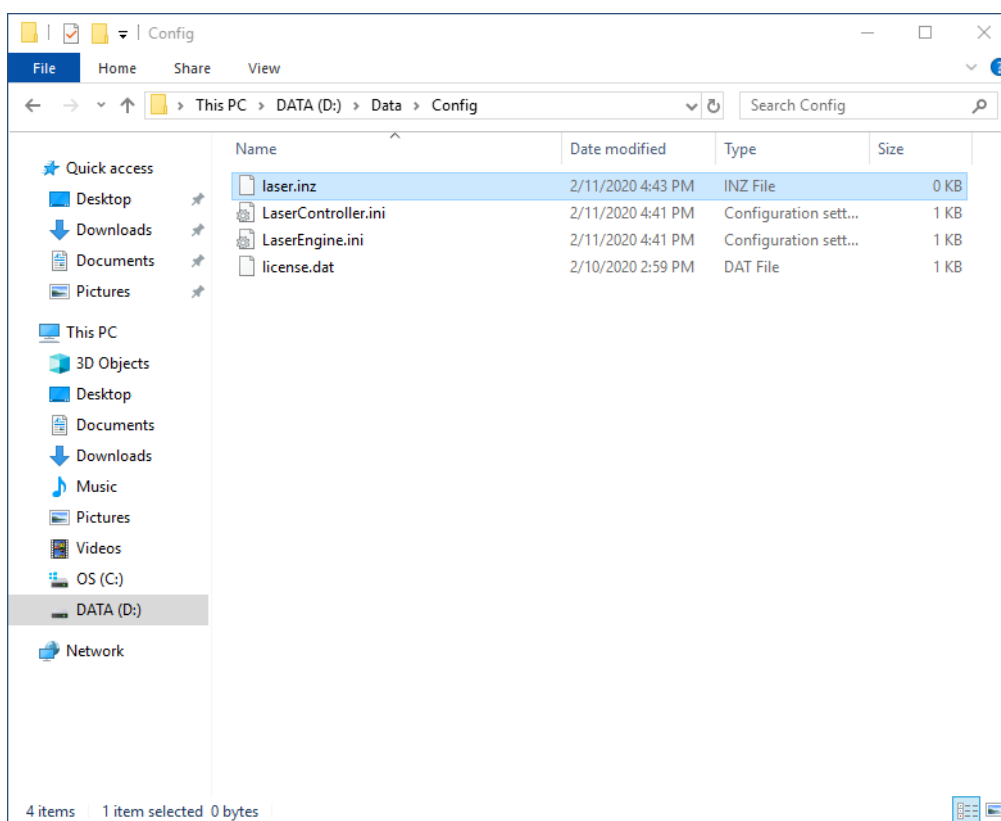 Config
File Home Share View
This PC > DATA (D:) > Data > Config Search Config
Name Date modified Type Size
Quick access
Desktop
Downloads
Documents
Pictures
This PC
3D Objects
Desktop
Documents
Downloads
Music
Pictures
Videos
OS (C:)
DATA (D:)
Network
laser.inz 2/11/2020 4:43 PM INZ File 0 KB
LaserController.ini 2/11/2020 4:41 PM Configuration sett... 1 KB
LaserEngine.ini 2/11/2020 4:41 PM Configuration sett... 1 KB
license.dat 2/10/2020 2:59 PM DAT File 1 KB
4 items 1 item selected 0 bytes